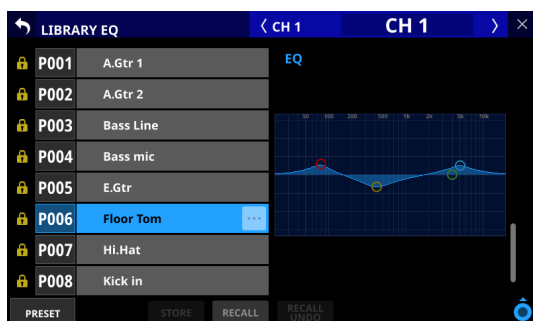 LIBRARY EQ
CH 1
CH 1
P001 A.Gtr 1
P002 A.Gtr 2
P003 Bass Line
P004 Bass mic
P005 E.Gtr
P006 Floor Tom
P007 Hi.Hat
P008 Kick in
EQ
50 100 200 500 1k 2k 5k 10k
PRESET
STORE
RECALL
RECALL
UNDO